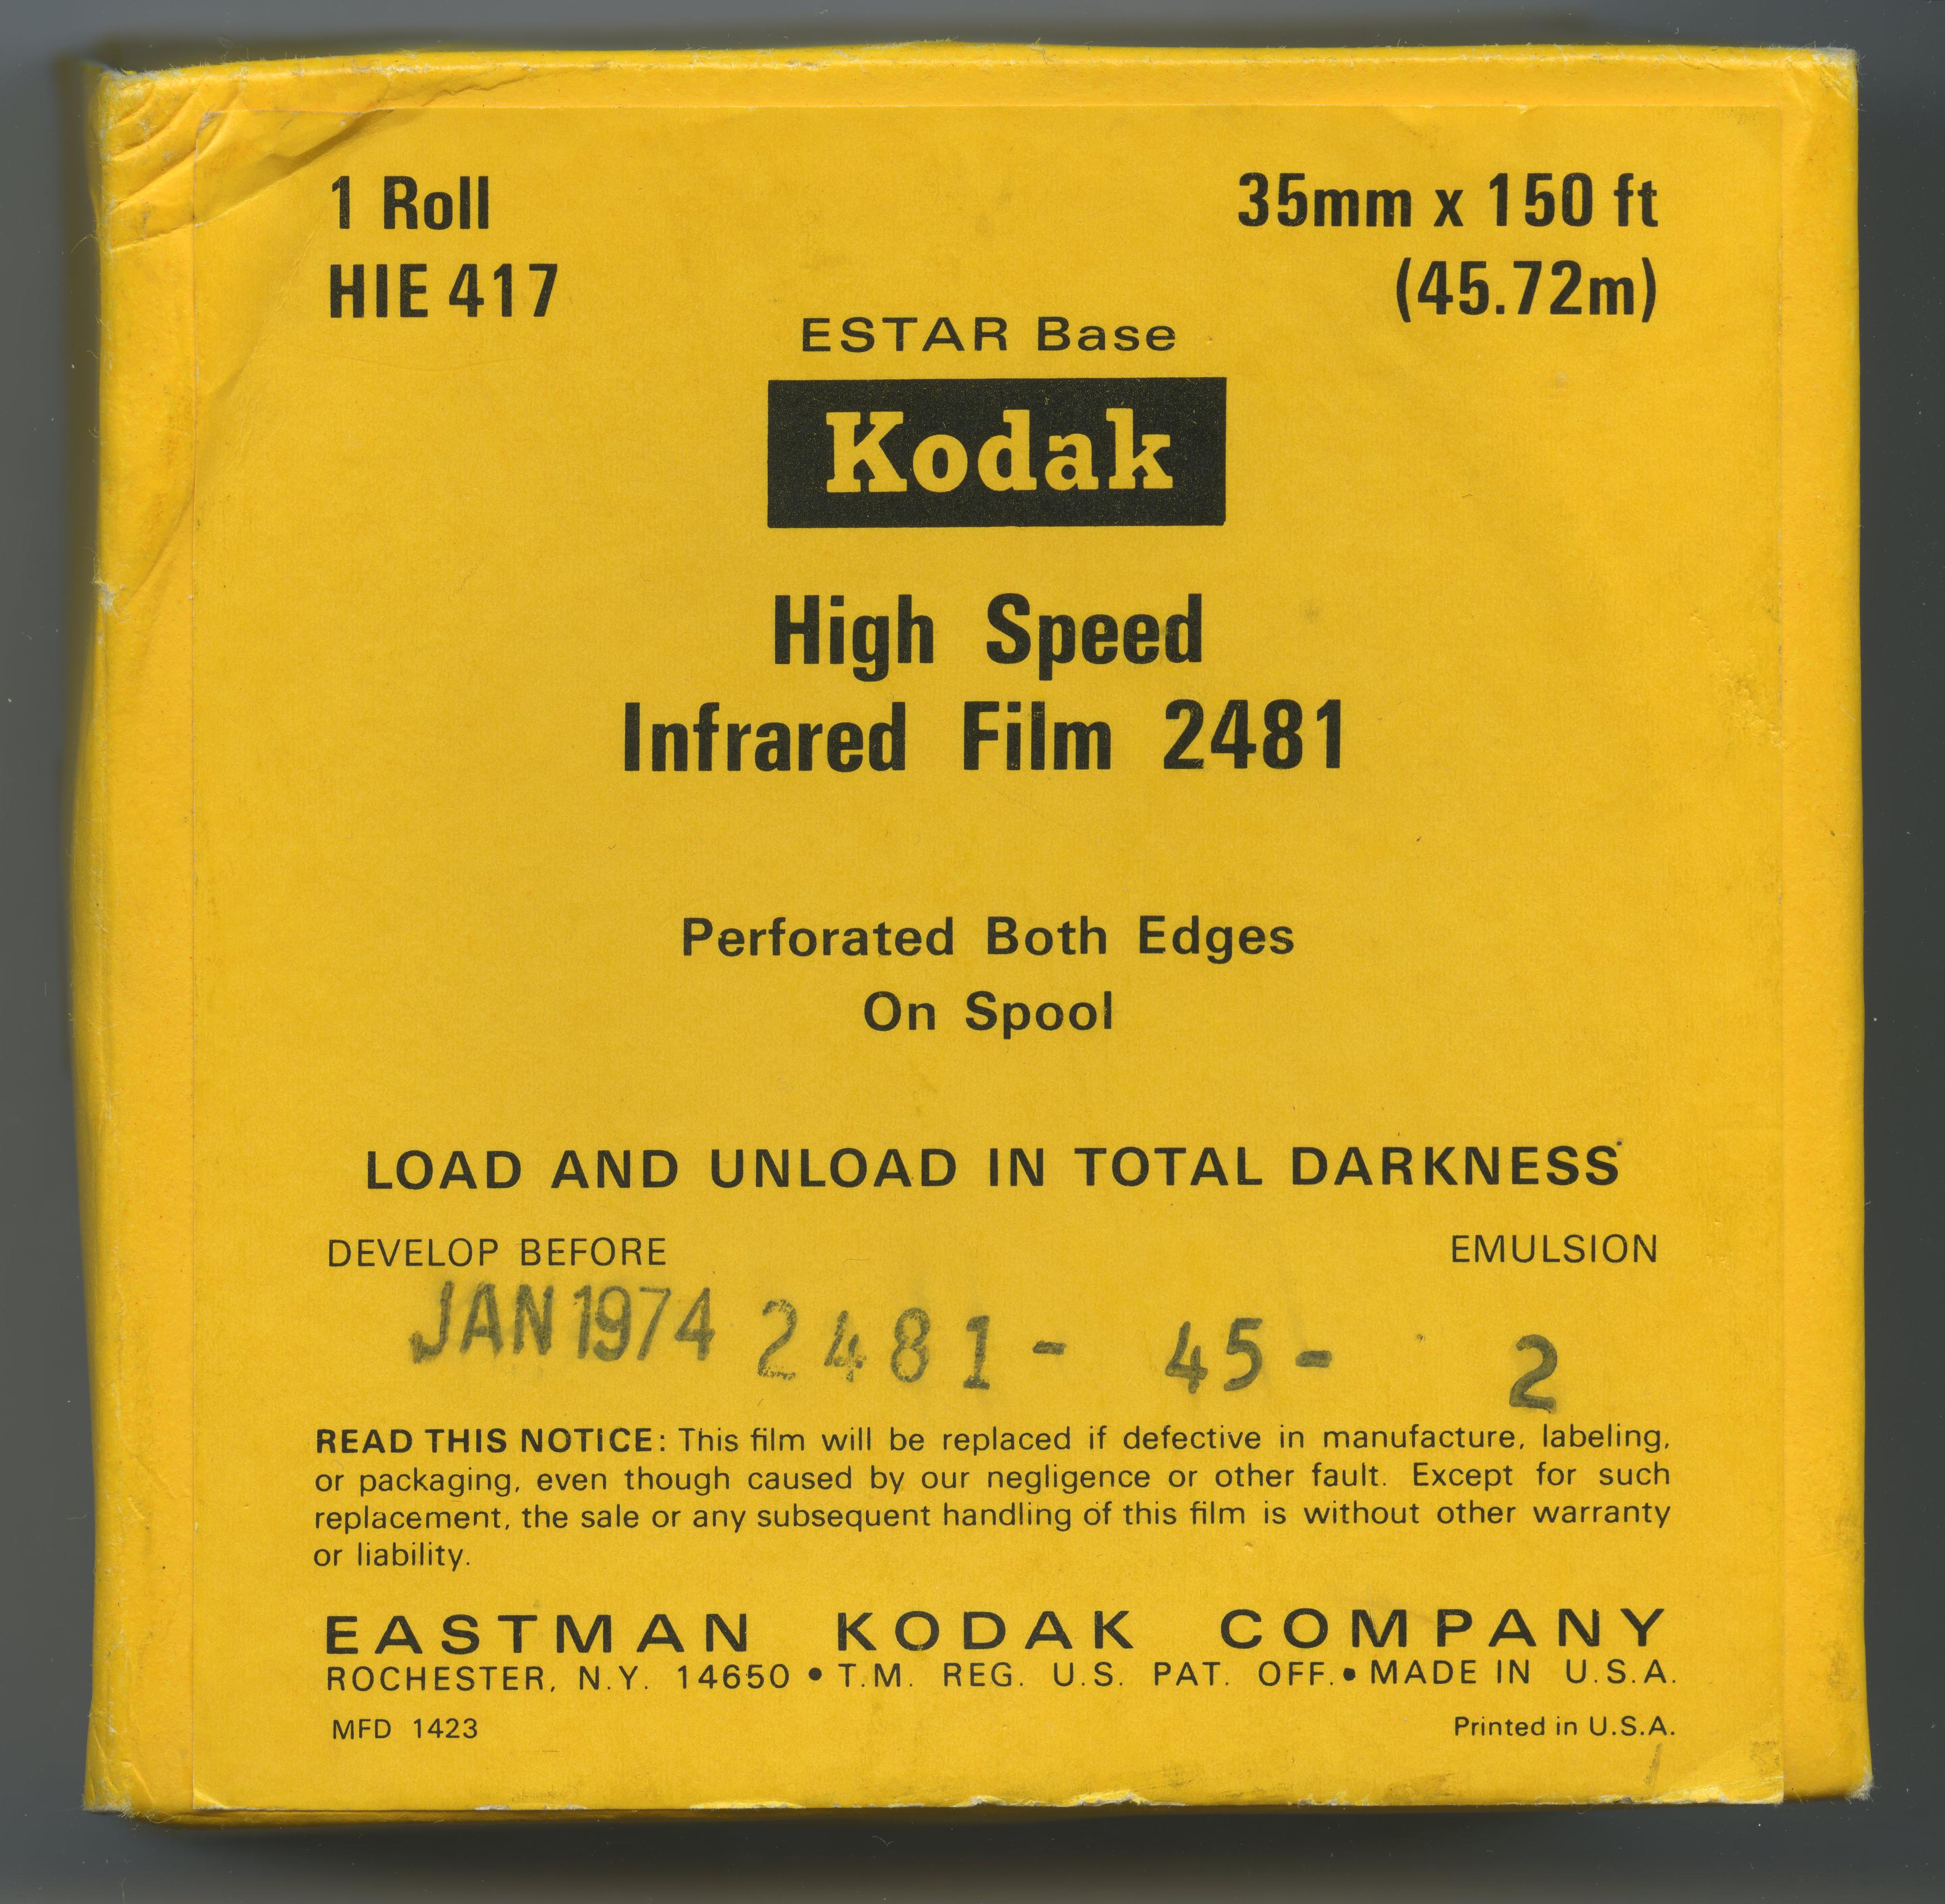 1 Roll
35mm x 150 ft
HIE 417
(45.72m)
ESTAR Base
Kodak
High Speed
Infrared Film 2481
Perforated Both Edges
On Spool
LOAD AND UNLOAD IN TOTAL DARKNESS
DEVELOP BEFORE
EMULSION
JAN 1974 2481- 45- 2
READ THIS NOTICE: This film will be replaced if defective in manufacture, labeling,
or packaging, even though caused by our negligence or other fault. Except for such
replacement, the sale or any subsequent handling of this film is without other warranty
or liability.
EASTMAN KODAK COMPANY
ROCHESTER, N.Y. 14650 • T.M. REG. U.S. PAT. OFF. • MADE IN U.S.A.
MFD 1423
Printed in U.S.A.